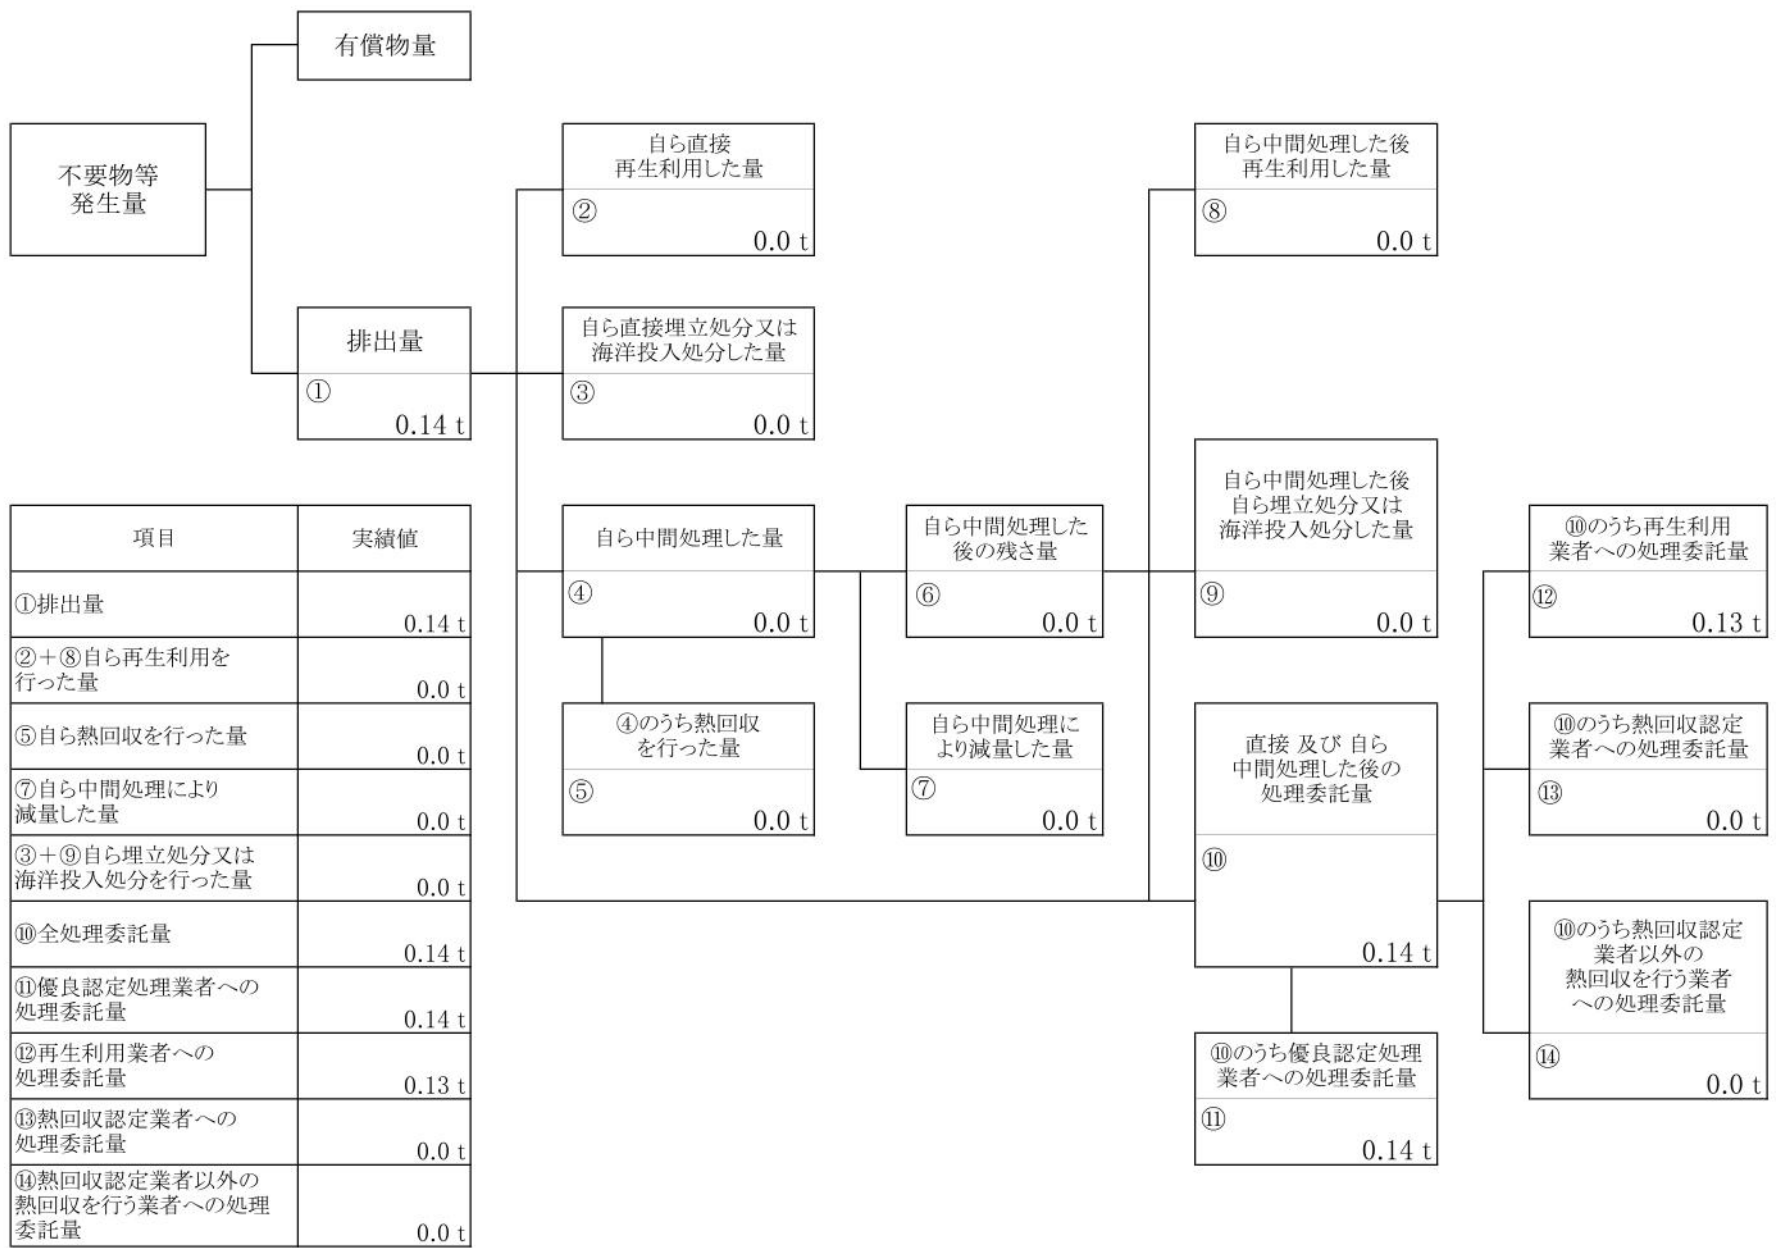 有償物量
不要物等
発生量
排出量
①
0.14 t
自ら直接
再生利用した量
②
0.0 t
自ら直接埋立処分又は
海洋投入処分した量
③
0.0 t
自ら中間処理した量
④
0.0 t
④のうち熱回収
を行った量
⑤
0.0 t
自ら中間処理した
後の残さ量
⑥
0.0 t
自ら中間処理に
より減量した量
⑦
0.0 t
自ら中間処理した後
再生利用した量
⑧
0.0 t
自ら中間処理した後
自ら埋立処分又は
海洋投入処分した量
⑨
0.0 t
直接 及び 自ら
中間処理した後の
処理委託量
⑩
0.14 t
⑩のうち優良認定処理
業者への処理委託量
⑪
0.14 t
⑩のうち再生利用
業者への処理委託量
⑫
0.13 t
⑩のうち熱回収認定
業者への処理委託量
⑬
0.0 t
⑩のうち熱回収認定
業者以外の
熱回収を行う業者
への処理委託量
⑭
0.0 t
項目 実績値
①排出量
0.14 t
②+⑧自ら再生利用を
行った量
0.0 t
⑤自ら熱回収を行った量
0.0 t
⑦自ら中間処理により
減量した量
0.0 t
③+⑨自ら埋立処分又は
海洋投入処分を行った量
0.0 t
⑩全処理委託量
0.14 t
⑪優良認定処理業者への
処理委託量
0.14 t
⑫再生利用業者への
処理委託量
0.13 t
⑬熱回収認定業者への
処理委託量
0.0 t
⑭熱回収認定業者以外の
熱回収を行う業者への処理
委託量
0.0 t